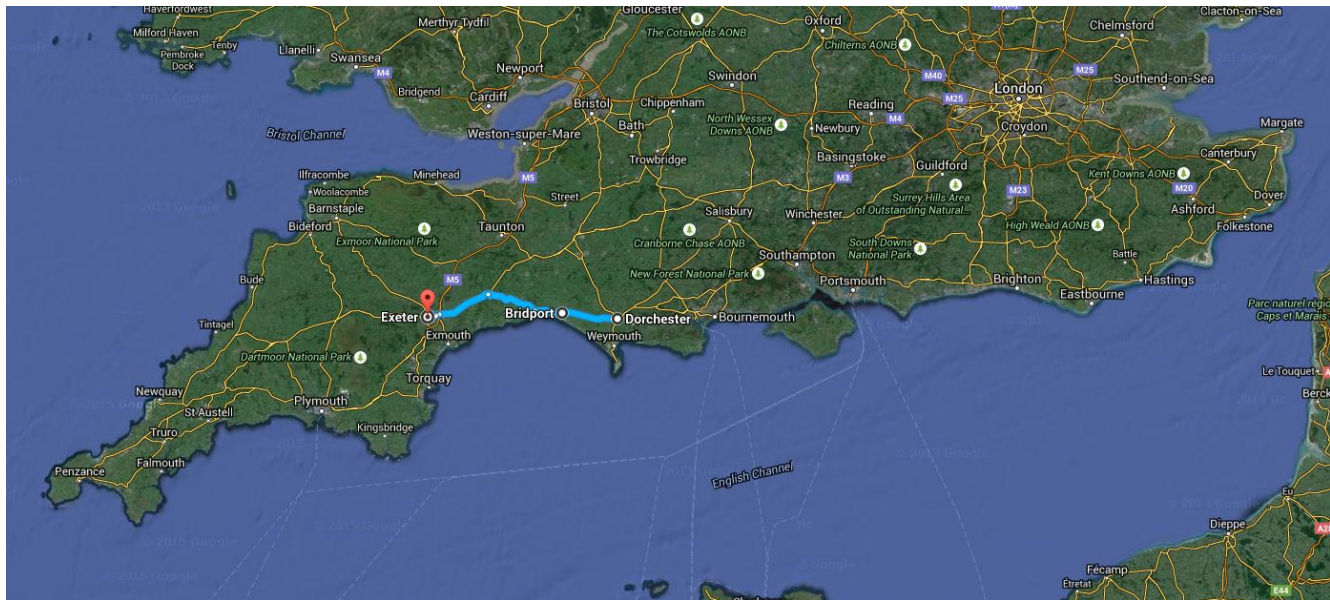 Haverfordwest
Merthyr Tydfil
Gloucester
Oxford
Chelmsford
Clacton-on-Sea
Milford Haven
Tenby
Pembroke
Dock
Llanelli
Swansea
M4
Bridgend
Newport
Cardiff
The Cotswolds AONB
Chilterns AONB
M40
M25
M25
Southend-on-Sea
Swindon
London
Bristol Channel
Bristol
Chippenham
Bath
North Wessex
Downs AONB
Reading
M4
Newbury
Croydon
Margate
Weston-super-Mare
Trowbridge
Basingstoke
Guildford
Canterbury
Ilfracombe
Woolacombe
Minehead
M5
Street
M3
Surrey Hills Area
of Outstanding Natural...
M23
Kent Downs AONB
M20
Dover
Ashford
Folkestone
Barnstaple
Bideford
Exmoor National Park
Taunton
Salisbury
Winchester
Cranborne Chase AONB
High Weald AONB
South Downs
National Park
Battle
Southampton
New Forest National Park
Portsmouth
Brighton
Hastings
Eastbourne
Bude
M5
Exeter
Bridport
Dorchester
Bournemouth
Tintagel
Exmouth
Weymouth
Parc naturel régio
Caps et Marais
Dartmoor National Park
Torquay
Le Touquet
Newquay
Plymouth
Berck
St Austell
Truro
Kingsbridge
Penzance
Falmouth
English Channel
Eu
Dieppe
A28
Fécamp
Étretat
E44